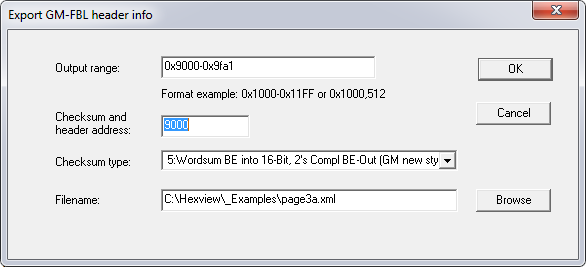 Export GM-FBL header info
Output range: 0x9000-0x9fa1 OK
Format example: 0x1000-0x11FF or 0x1000,512
Cancel
Checksum and
header address: 9000
Checksum type: 5:Wordsum BE into 16-Bit, 2's Compl BE-Out (GM new sty
Filename: C:\Hexview\_Examples\page3a.xml Browse